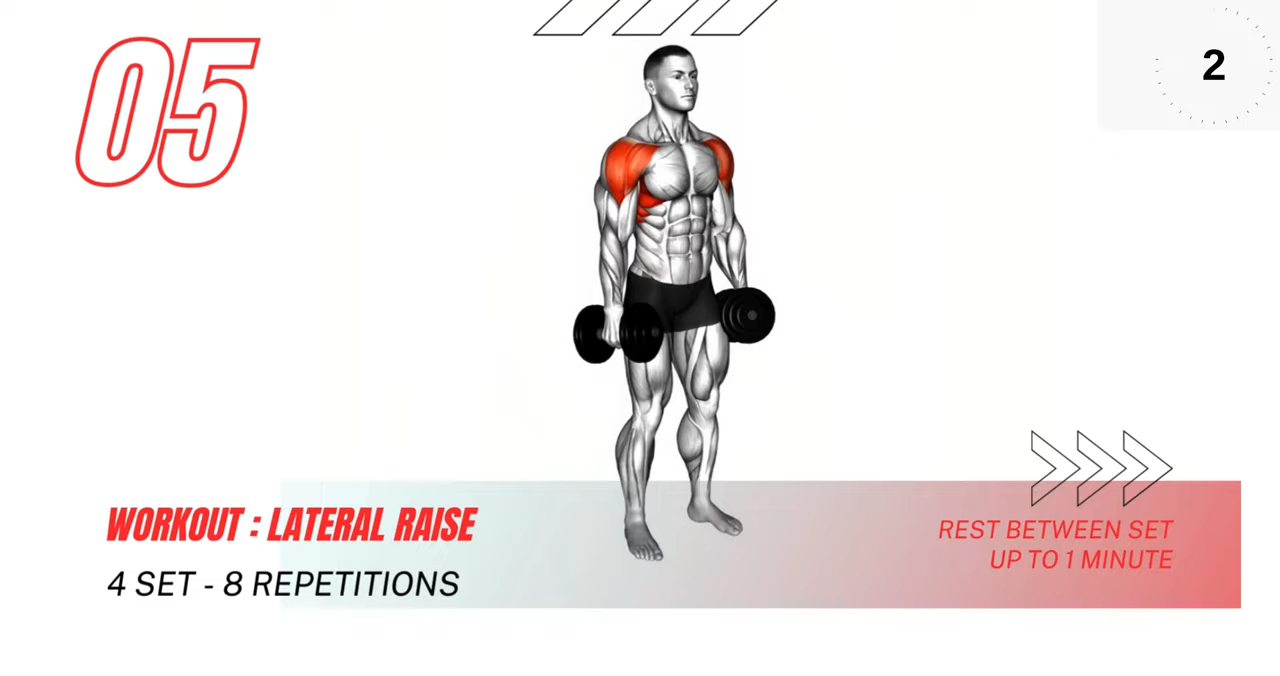 05
2
WORKOUT : LATERAL RAISE
4 SET - 8 REPETITIONS
REST BETWEEN SET
UP TO 1 MINUTE